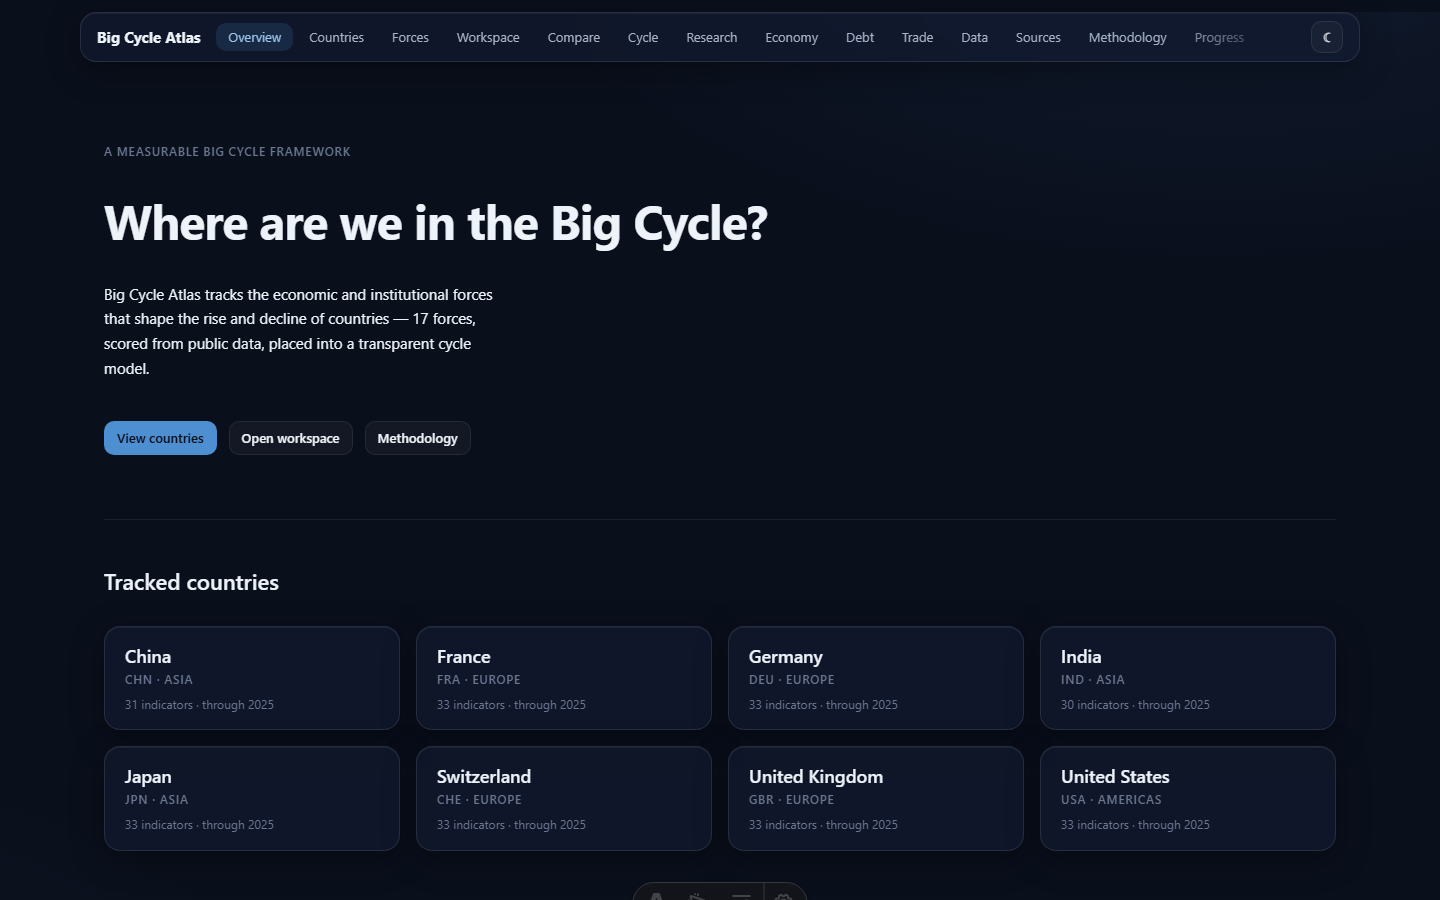 Big Cycle Atlas Overview Countries Forces Workspace Compare Cycle Research Economy Debt Trade Data Sources Methodology Progress
A MEASURABLE BIG CYCLE FRAMEWORK
Where are we in the Big Cycle?
Big Cycle Atlas tracks the economic and institutional forces
that shape the rise and decline of countries — 17 forces,
scored from public data, placed into a transparent cycle
model.
View countries Open workspace Methodology
Tracked countries
China
CHN · ASIA
31 indicators · through 2025
France
FRA · EUROPE
33 indicators · through 2025
Germany
DEU · EUROPE
33 indicators · through 2025
India
IND · ASIA
30 indicators · through 2025
Japan
JPN · ASIA
33 indicators · through 2025
Switzerland
CHE · EUROPE
33 indicators · through 2025
United Kingdom
GBR · EUROPE
33 indicators · through 2025
United States
USA · AMERICAS
33 indicators · through 2025